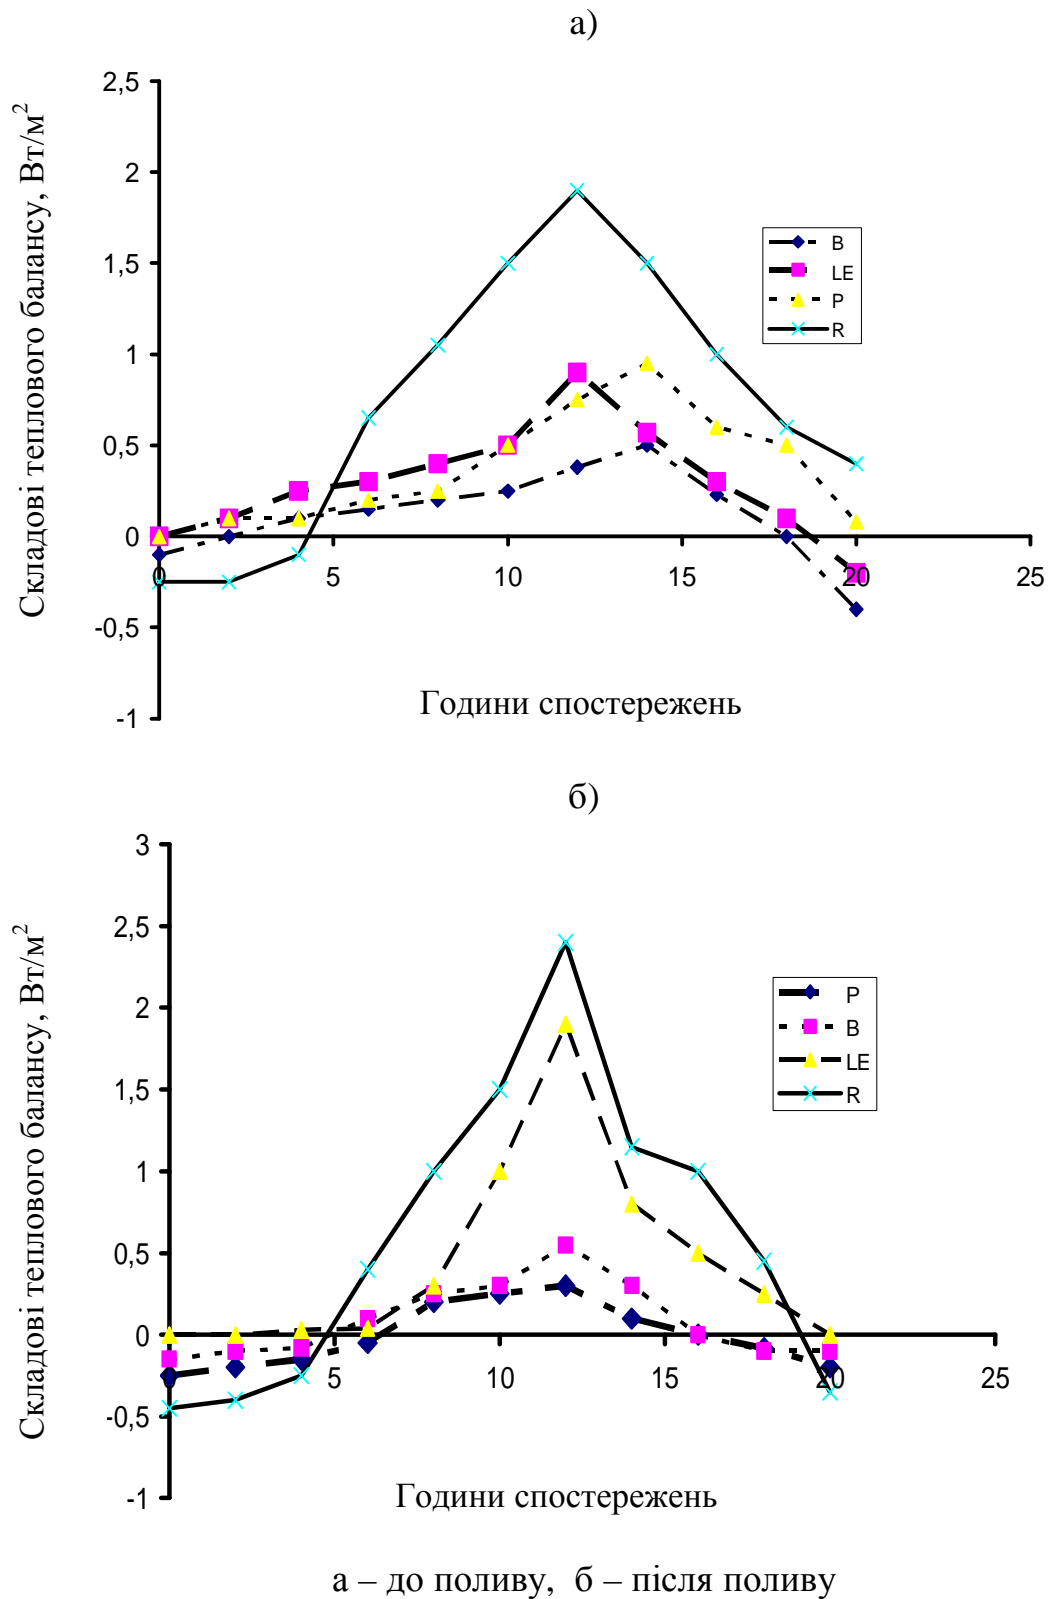 а)
Складові теплового балансу, Вт/м²
2,5
2
1,5
1
0,5
0
-0,5
-1
0
5
10
15
20
25
В
LE
Р
R
Години спостережень
б)
Складові теплового балансу, Вт/м²
3
2,5
2
1,5
1
0,5
0
-0,5
-1
0
5
10
15
20
25
Р
В
LE
R
Години спостережень
а – до поливу, б – після поливу